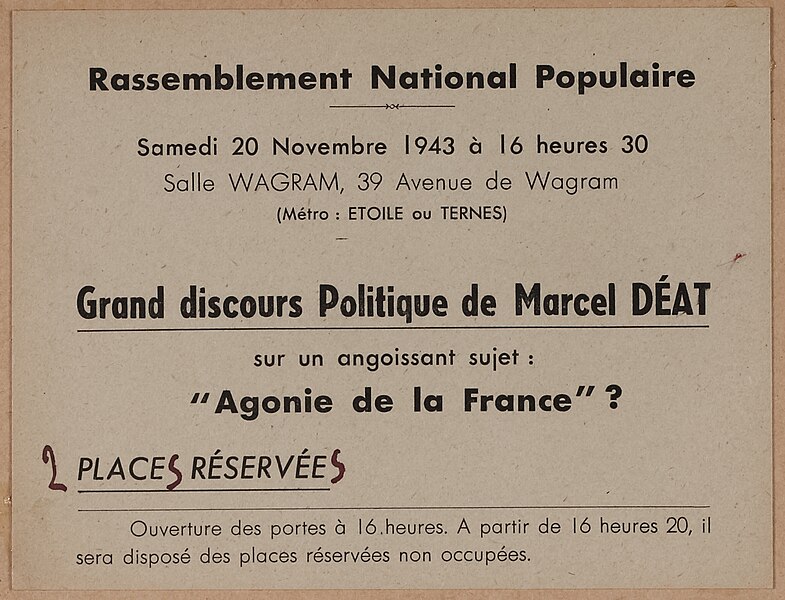 Rassemblement National Populaire
Samedi 20 Novembre 1943 à 16 heures 30
Salle WAGRAM, 39 Avenue de Wagram
(Métro : ETOILE ou TERNES)
Grand discours Politique de Marcel DÉAT
sur un angoissant sujet :
"Agonie de la France" ?
2 PLACES RÉSERVÉES
Ouverture des portes à 16.heures. A partir de 16 heures 20, il
sera disposé des places réservées non occupées.